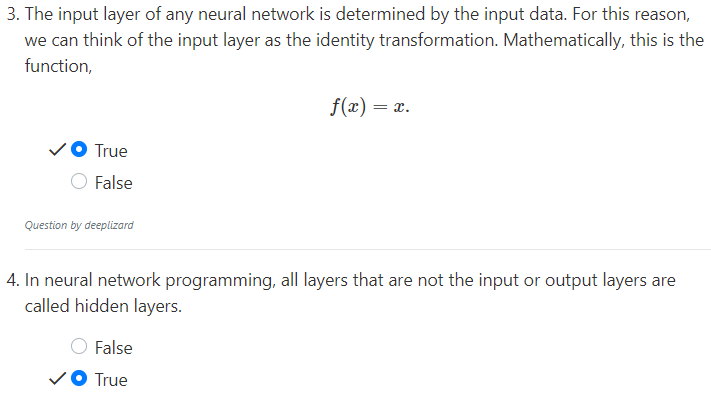 3. The input layer of any neural network is determined by the input data. For this reason,
we can think of the input layer as the identity transformation. Mathematically, this is the
function,
f(x) = x.
True
False
Question by deeplizard
4. In neural network programming, all layers that are not the input or output layers are
called hidden layers.
False
True